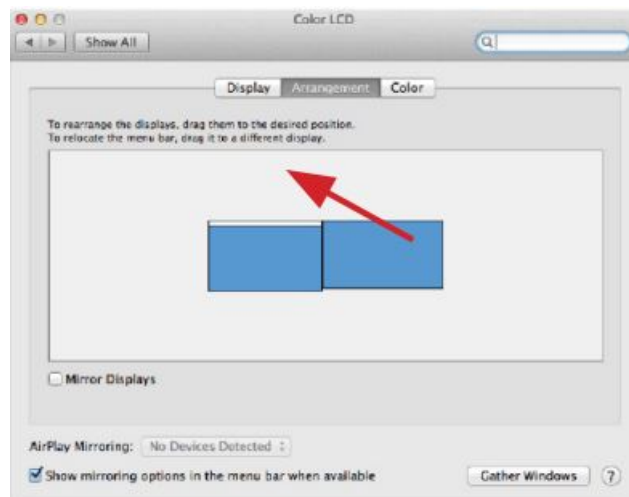 Color LCD
Show All
Display Arrangement Color
To rearrange the displays, drag them to the desired position.
To relocate the menu bar, drag it to a different display.
Mirror Displays
AirPlay Mirroring: No Devices Detected
Show mirroring options in the menu bar when available
Gather Windows ?